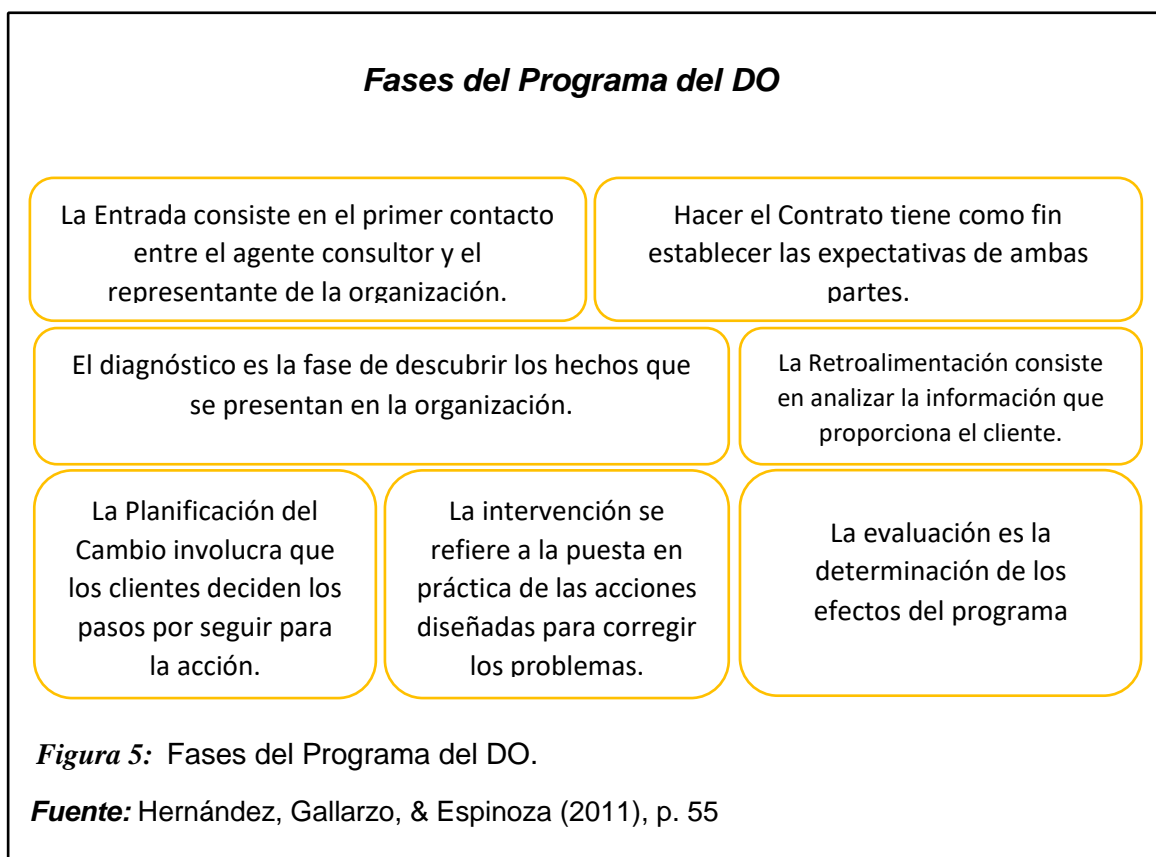 Fases del Programa del DO
La Entrada consiste en el primer contacto
entre el agente consultor y el
representante de la organización.
Hacer el Contrato tiene como fin
establecer las expectativas de ambas
partes.
El diagnóstico es la fase de descubrir los hechos que
se presentan en la organización.
La Retroalimentación consiste
en analizar la información que
proporciona el cliente.
La Planificación del
Cambio involucra que
los clientes deciden los
pasos por seguir para
la acción.
La intervención se
refiere a la puesta en
práctica de las acciones
diseñadas para corregir
los problemas.
La evaluación es la
determinación de los
efectos del programa
Figura 5: Fases del Programa del DO.
Fuente: Hernández, Gallarzo, & Espinoza (2011), p. 55